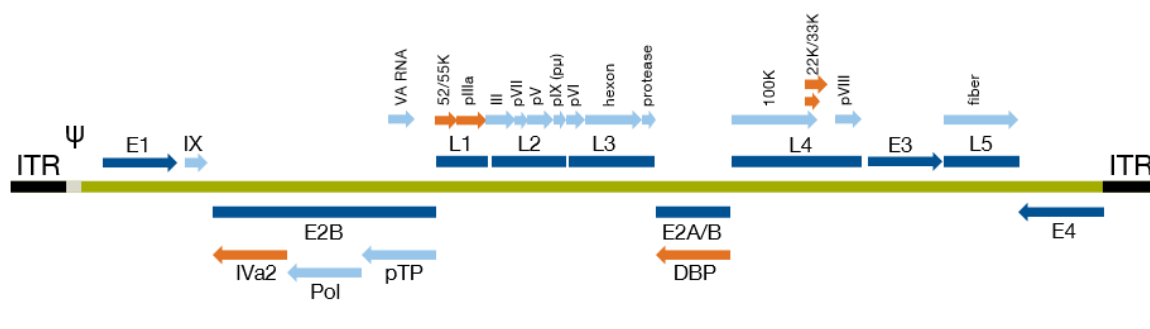 VA RNA
52/55K
pIIIa
III
pVII
pV
pIX (pµ)
pVI
hexon
protease
100K
22K/33K
pVIII
fiber
ITR
Ψ
E1
IX
L1
L2
L3
L4
E3
L5
ITR
E2B
E2A/B
E4
IVa2
Pol
pTP
DBP